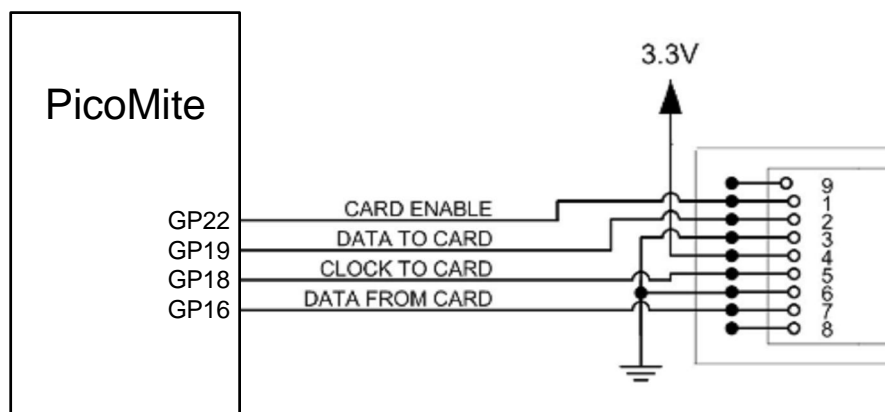 3.3V
PicoMite
9
1
2
3
4
5
6
7
8
GP22 CARD ENABLE
GP19 DATA TO CARD
GP18 CLOCK TO CARD
GP16 DATA FROM CARD